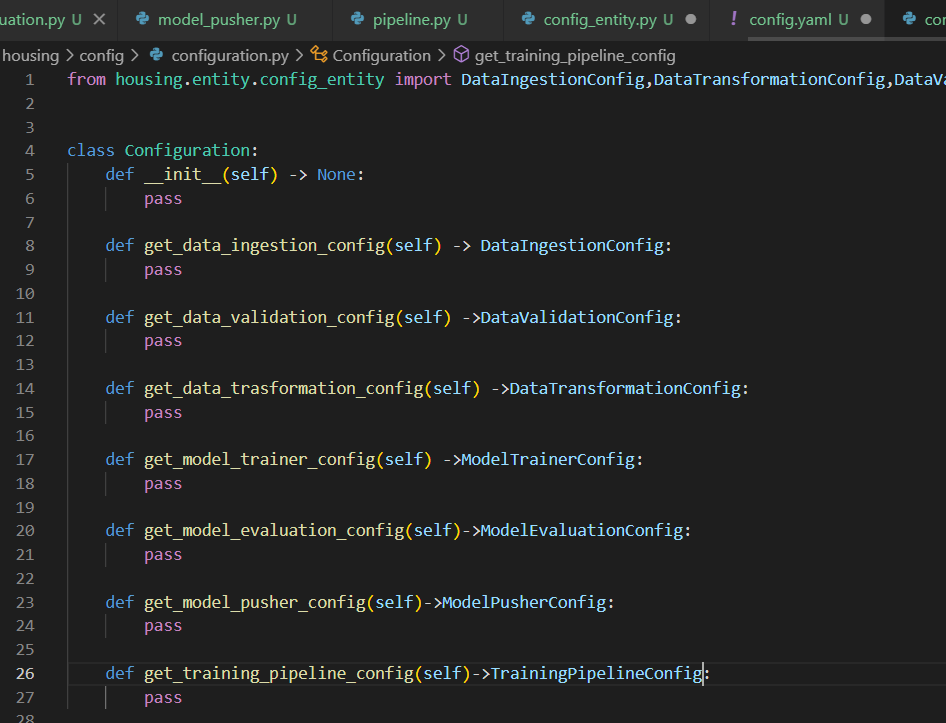 uation.py U model_pusher.py U pipeline.py U config_entity.py U config.yaml U
housing > config > configuration.py > Configuration > get_training_pipeline_config
1 from housing.entity.config_entity import DataIngestionConfig,DataTransformationConfig,DataVa
2
3
4 class Configuration:
5 def __init__(self) -> None:
6 pass
7
8 def get_data_ingestion_config(self) -> DataIngestionConfig:
9 pass
10
11 def get_data_validation_config(self) ->DataValidationConfig:
12 pass
13
14 def get_data_trasformation_config(self) ->DataTransformationConfig:
15 pass
16
17 def get_model_trainer_config(self) ->ModelTrainerConfig:
18 pass
19
20 def get_model_evaluation_config(self)->ModelEvaluationConfig:
21 pass
22
23 def get_model_pusher_config(self)->ModelPusherConfig:
24 pass
25
26 def get_training_pipeline_config(self)->TrainingPipelineConfig:
27 pass
28